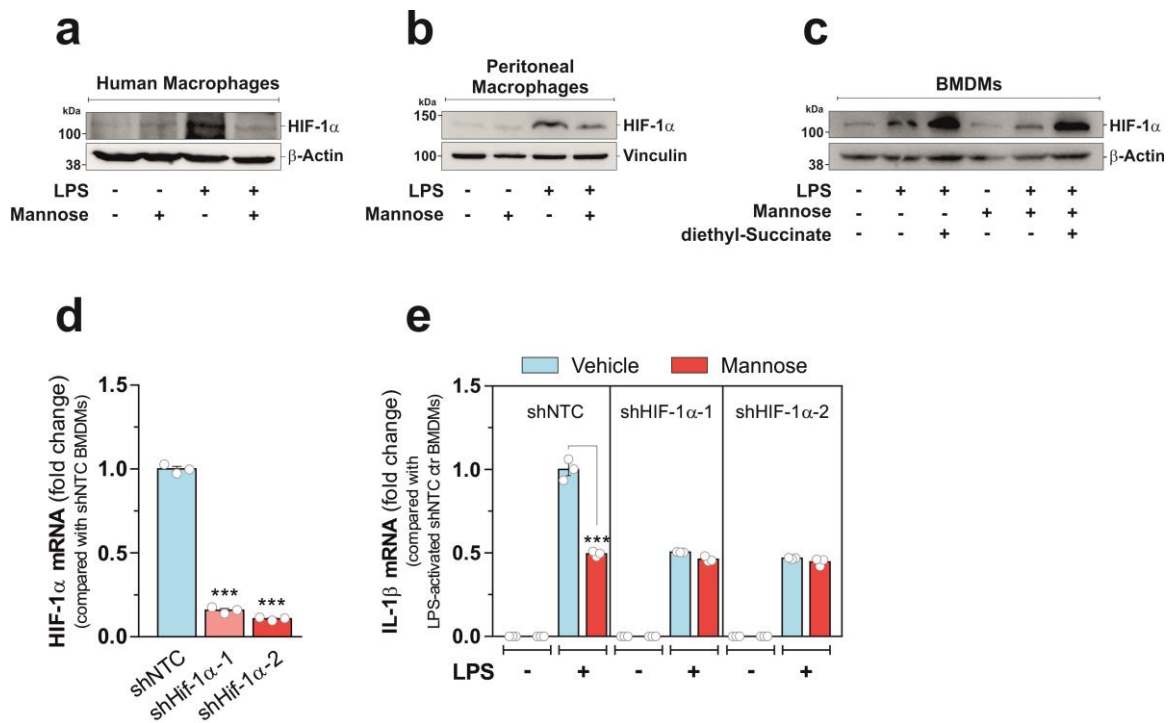 a
Human Macrophages
kDa
100
HIF-1α
38
β-Actin
LPS - - + +
Mannose - + - +
b
Peritoneal
Macrophages
kDa
150
HIF-1α
100
Vinculin
LPS - - + +
Mannose - + - +
c
BMDMs
kDa
100
HIF-1α
38
β-Actin
LPS - + + - + +
Mannose - - - + + +
diethyl-Succinate - - + - - +
d
HIF-1α mRNA (fold change)
(compared with shNTC BMDMs)
1.5
1.0
0.5
0.0
***
***
shNTC
shHif-1α-1
shHif-1α-2
e
Vehicle
Mannose
IL-1β mRNA (fold change)
(compared with
LPS-activated shNTC ctr BMDMs)
1.5
1.0
0.5
0.0
shNTC
shHIF-1α-1
shHIF-1α-2
***
LPS - + - + - +